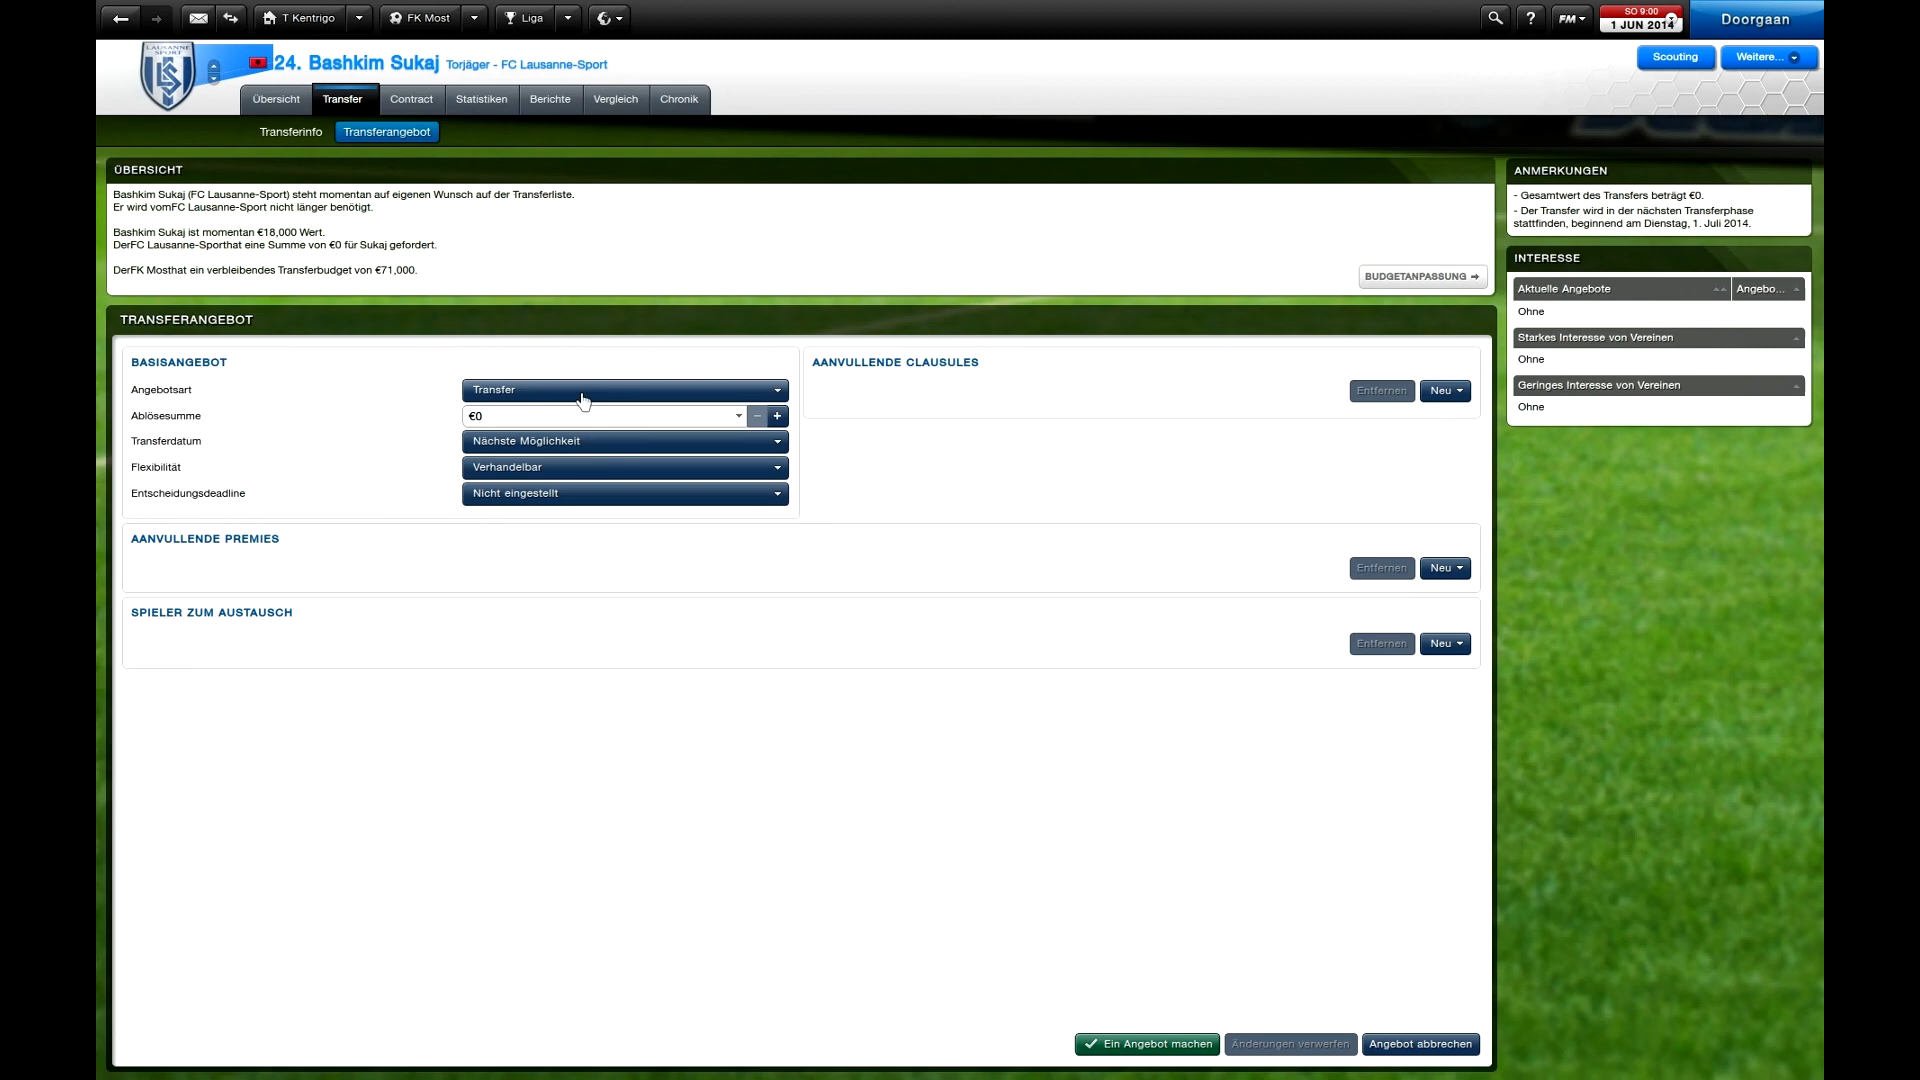 T Kentrigo
FK Most
Liga
?
FM
SO 9:00
1 JUN 2014
Doorgaan
LAUSANNE
SPORT
24. Bashkim Sukaj Torjäger - FC Lausanne-Sport
Scouting
Weitere...
Übersicht
Transfer
Contract
Statistiken
Berichte
Vergleich
Chronik
Transferinfo
Transferangebot
ÜBERSICHT
Bashkim Sukaj (FC Lausanne-Sport) steht momentan auf eigenen Wunsch auf der Transferliste.
Er wird vomFC Lausanne-Sport nicht länger benötigt.
Bashkim Sukaj ist momentan €18,000 Wert.
DerFC Lausanne-Sporthat eine Summe von €0 für Sukaj gefordert.
DerFK Mosthat ein verbleibendes Transferbudget von €71,000.
BUDGETANPASSUNG
ANMERKUNGEN
- Gesamtwert des Transfers beträgt €0.
- Der Transfer wird in der nächsten Transferphase
stattfinden, beginnend am Dienstag, 1. Juli 2014.
INTERESSE
Aktuelle Angebote
Angebo...
Ohne
Starkes Interesse von Vereinen
Ohne
Geringes Interesse von Vereinen
Ohne
TRANSFERANGEBOT
BASISANGEBOT
Angebotsart
Transfer
Ablösesumme
€0
Transferdatum
Nächste Möglichkeit
Flexibilität
Verhandelbar
Entscheidungsdeadline
Nicht eingestellt
AANVULLENDE CLAUSULES
Entfernen
Neu
AANVULLENDE PREMIES
Entfernen
Neu
SPIELER ZUM AUSTAUSCH
Entfernen
Neu
Ein Angebot machen
Änderungen verwerfen
Angebot abbrechen